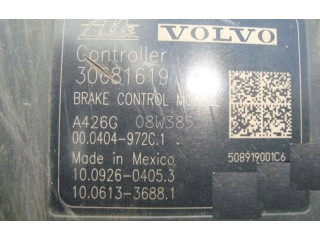 VOLVO
Controller
30681619
BRAKE CONTROL
A426G 08W385
00.0404-972C.1
Made in Mexico
508919001C6
10.0926-0405.3
10.0613-3688.1